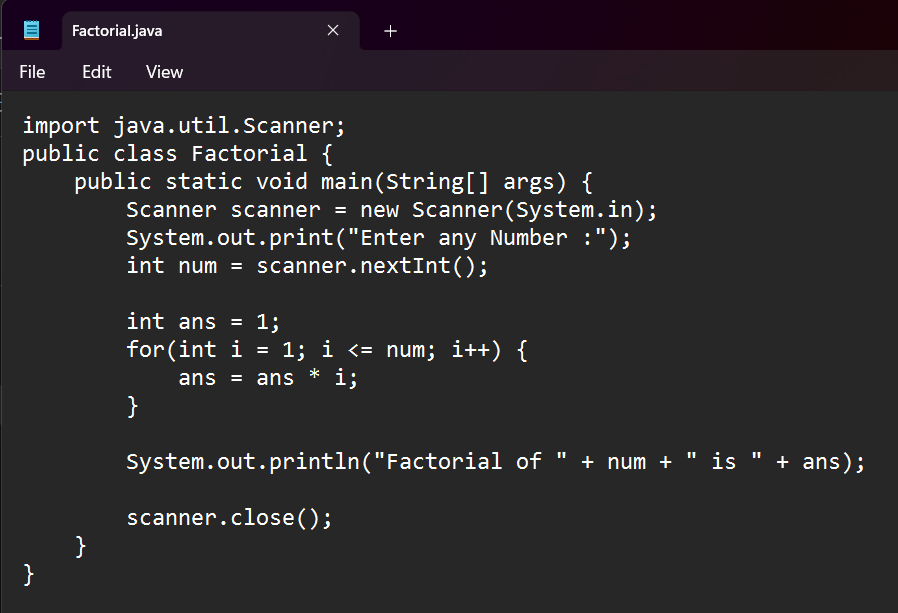 Factorial.java
File Edit View
import java.util.Scanner;
public class Factorial {
    public static void main(String[] args) {
        Scanner scanner = new Scanner(System.in);
        System.out.print("Enter any Number :");
        int num = scanner.nextInt();

        int ans = 1;
        for(int i = 1; i <= num; i++) {
            ans = ans * i;
        }

        System.out.println("Factorial of " + num + " is " + ans);

        scanner.close();
    }
}